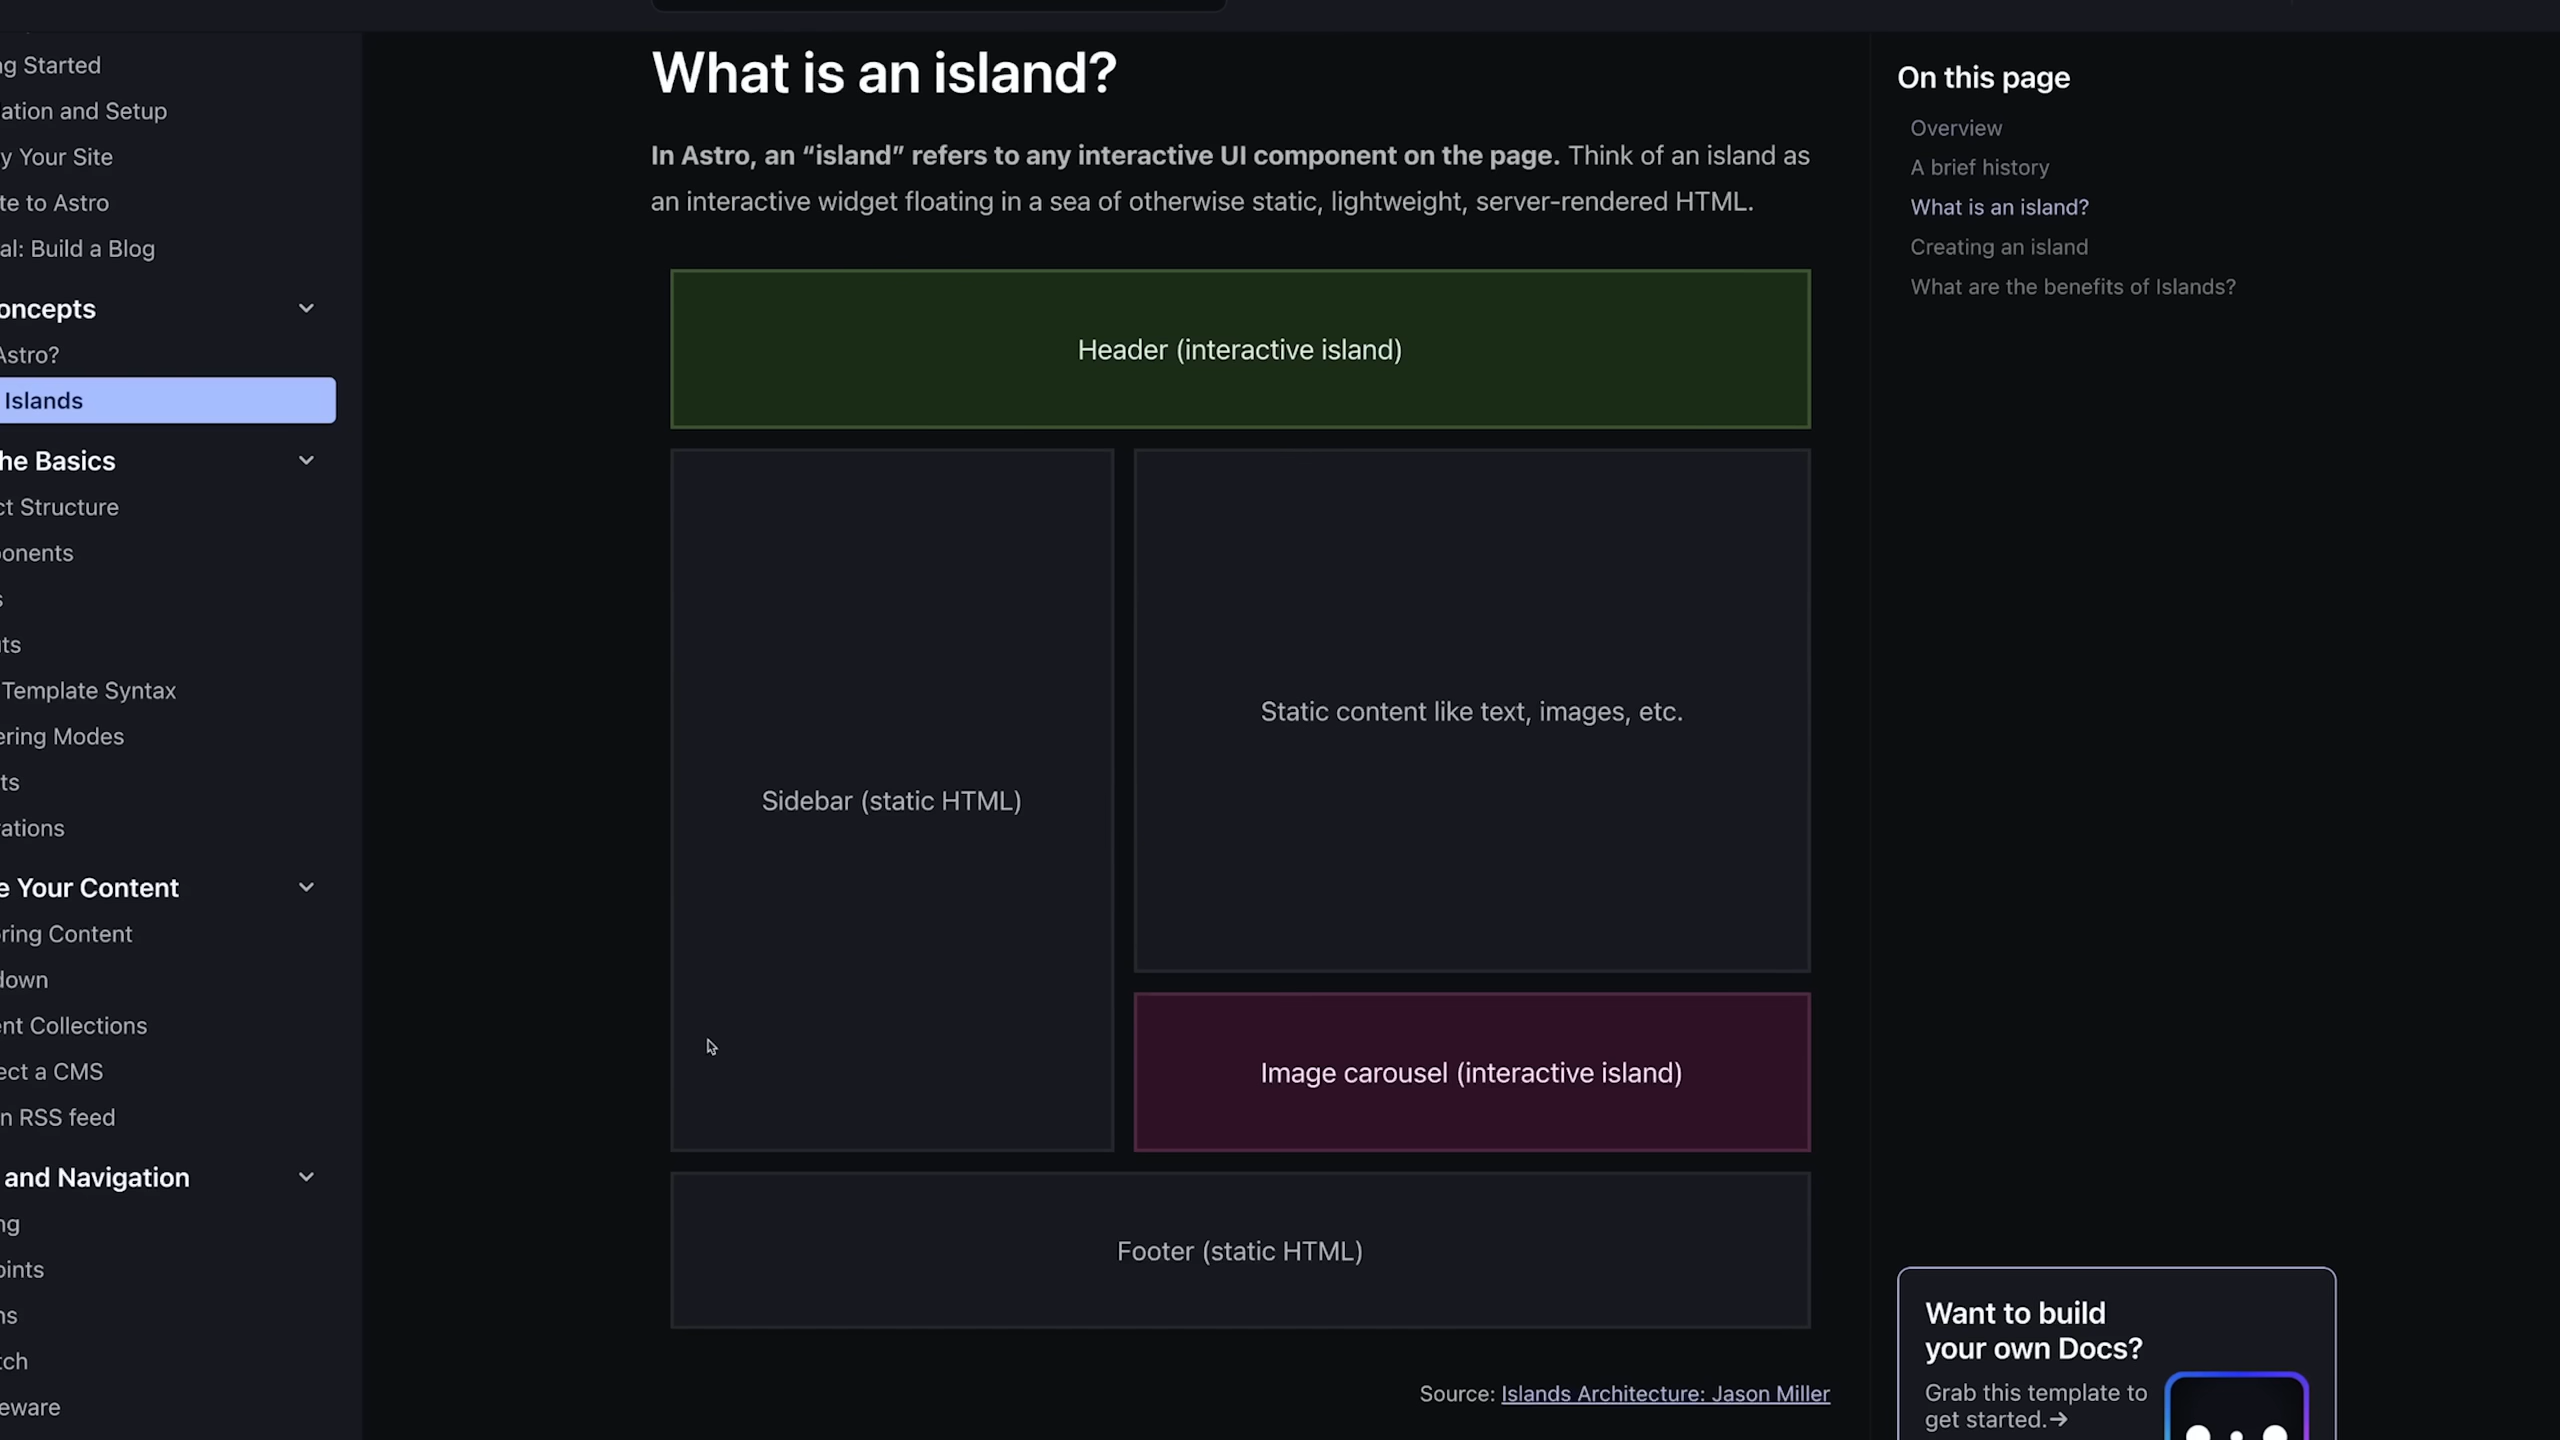 ng Started
ation and Setup
y Your Site
te to Astro
al: Build a Blog
oncepts
Astro?
Islands
he Basics
ct Structure
onents
s
ts
Template Syntax
ering Modes
ts
rations
e Your Content
ring Content
down
ent Collections
ect a CMS
n RSS feed
and Navigation
ng
oints
ns
tch
eware
What is an island?
In Astro, an “island” refers to any interactive UI component on the page. Think of an island as
an interactive widget floating in a sea of otherwise static, lightweight, server-rendered HTML.
Header (interactive island)
Sidebar (static HTML)
Static content like text, images, etc.
Image carousel (interactive island)
Footer (static HTML)
Source: Islands Architecture: Jason Miller
On this page
Overview
A brief history
What is an island?
Creating an island
What are the benefits of Islands?
Want to build
your own Docs?
Grab this template to
get started.→